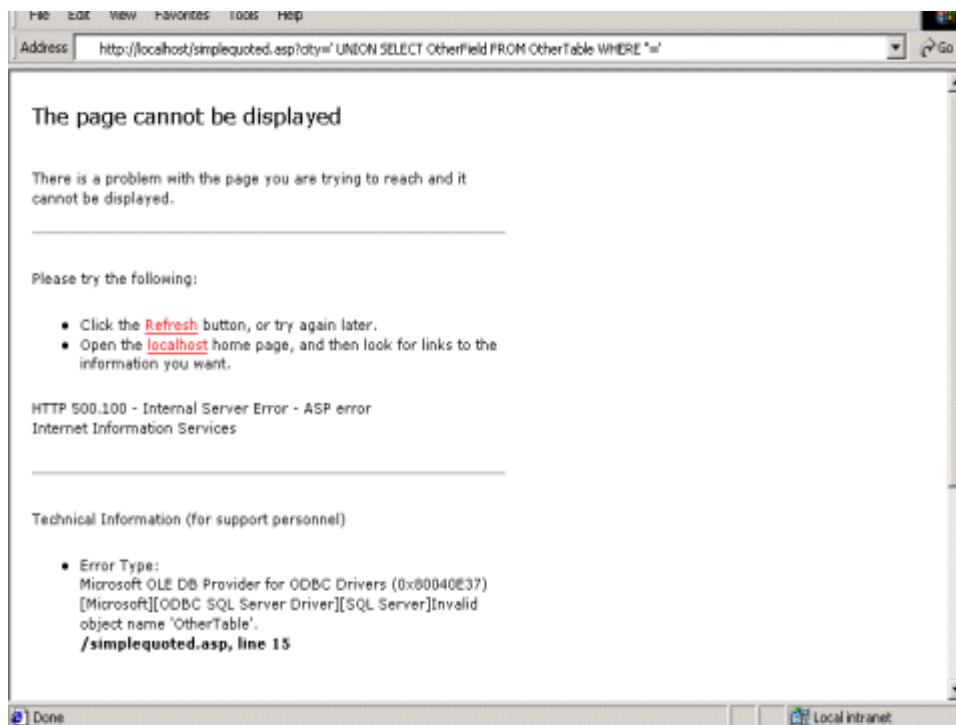 File Edit View Favorites Tools Help
Address http://localhost/simplequoted.asp?city=' UNION SELECT OtherField FROM OtherTable WHERE ''=' Go
The page cannot be displayed
There is a problem with the page you are trying to reach and it
cannot be displayed.
Please try the following:
• Click the Refresh button, or try again later.
• Open the localhost home page, and then look for links to the
information you want.
HTTP 500.100 - Internal Server Error - ASP error
Internet Information Services
Technical Information (for support personnel)
• Error Type:
Microsoft OLE DB Provider for ODBC Drivers (0x80040E37)
[Microsoft][ODBC SQL Server Driver][SQL Server]Invalid
object name 'OtherTable'.
/simplequoted.asp, line 15
Done Local intranet